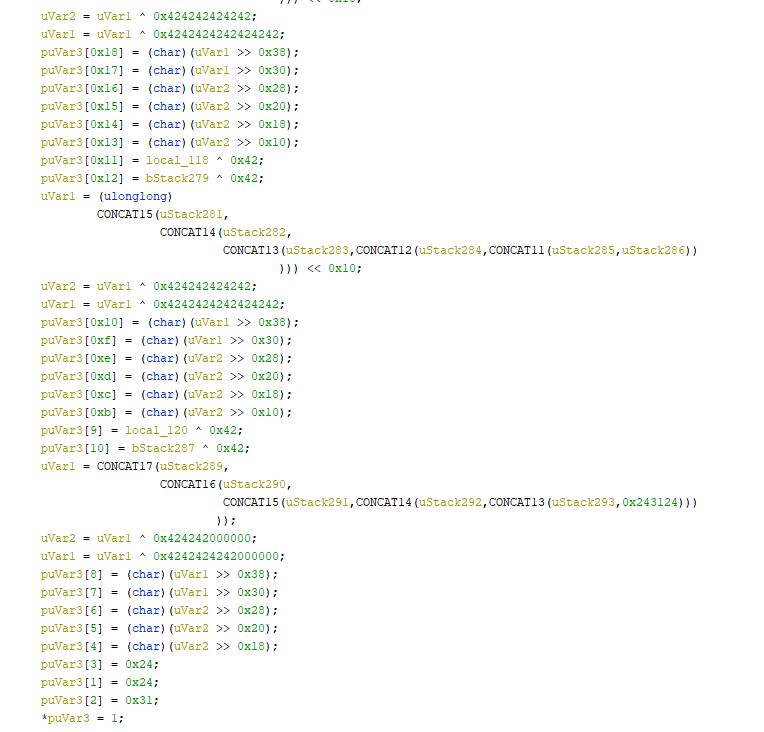 ))) << 0x10;
uVar2 = uVar1 ^ 0x424242424242;
uVar1 = uVar1 ^ 0x4242424242424242;
puVar3[0x18] = (char)(uVar1 >> 0x38);
puVar3[0x17] = (char)(uVar1 >> 0x30);
puVar3[0x16] = (char)(uVar2 >> 0x28);
puVar3[0x15] = (char)(uVar2 >> 0x20);
puVar3[0x14] = (char)(uVar2 >> 0x18);
puVar3[0x13] = (char)(uVar2 >> 0x10);
puVar3[0x11] = local_118 ^ 0x42;
puVar3[0x12] = bStack279 ^ 0x42;
uVar1 = (ulonglong)
CONCAT15(uStack281,
CONCAT14(uStack282,
CONCAT13(uStack283,CONCAT12(uStack284,CONCAT11(uStack285,uStack286))
))) << 0x10;
uVar2 = uVar1 ^ 0x424242424242;
uVar1 = uVar1 ^ 0x4242424242424242;
puVar3[0x10] = (char)(uVar1 >> 0x38);
puVar3[0xf] = (char)(uVar1 >> 0x30);
puVar3[0xe] = (char)(uVar2 >> 0x28);
puVar3[0xd] = (char)(uVar2 >> 0x20);
puVar3[0xc] = (char)(uVar2 >> 0x18);
puVar3[0xb] = (char)(uVar2 >> 0x10);
puVar3[9] = local_120 ^ 0x42;
puVar3[10] = bStack287 ^ 0x42;
uVar1 = CONCAT17(uStack289,
CONCAT16(uStack290,
CONCAT15(uStack291,CONCAT14(uStack292,CONCAT13(uStack293,0x243124)))
));
uVar2 = uVar1 ^ 0x424242000000;
uVar1 = uVar1 ^ 0x4242424242000000;
puVar3[8] = (char)(uVar1 >> 0x38);
puVar3[7] = (char)(uVar1 >> 0x30);
puVar3[6] = (char)(uVar2 >> 0x28);
puVar3[5] = (char)(uVar2 >> 0x20);
puVar3[4] = (char)(uVar2 >> 0x18);
puVar3[3] = 0x24;
puVar3[1] = 0x24;
puVar3[2] = 0x31;
*puVar3 = 1;